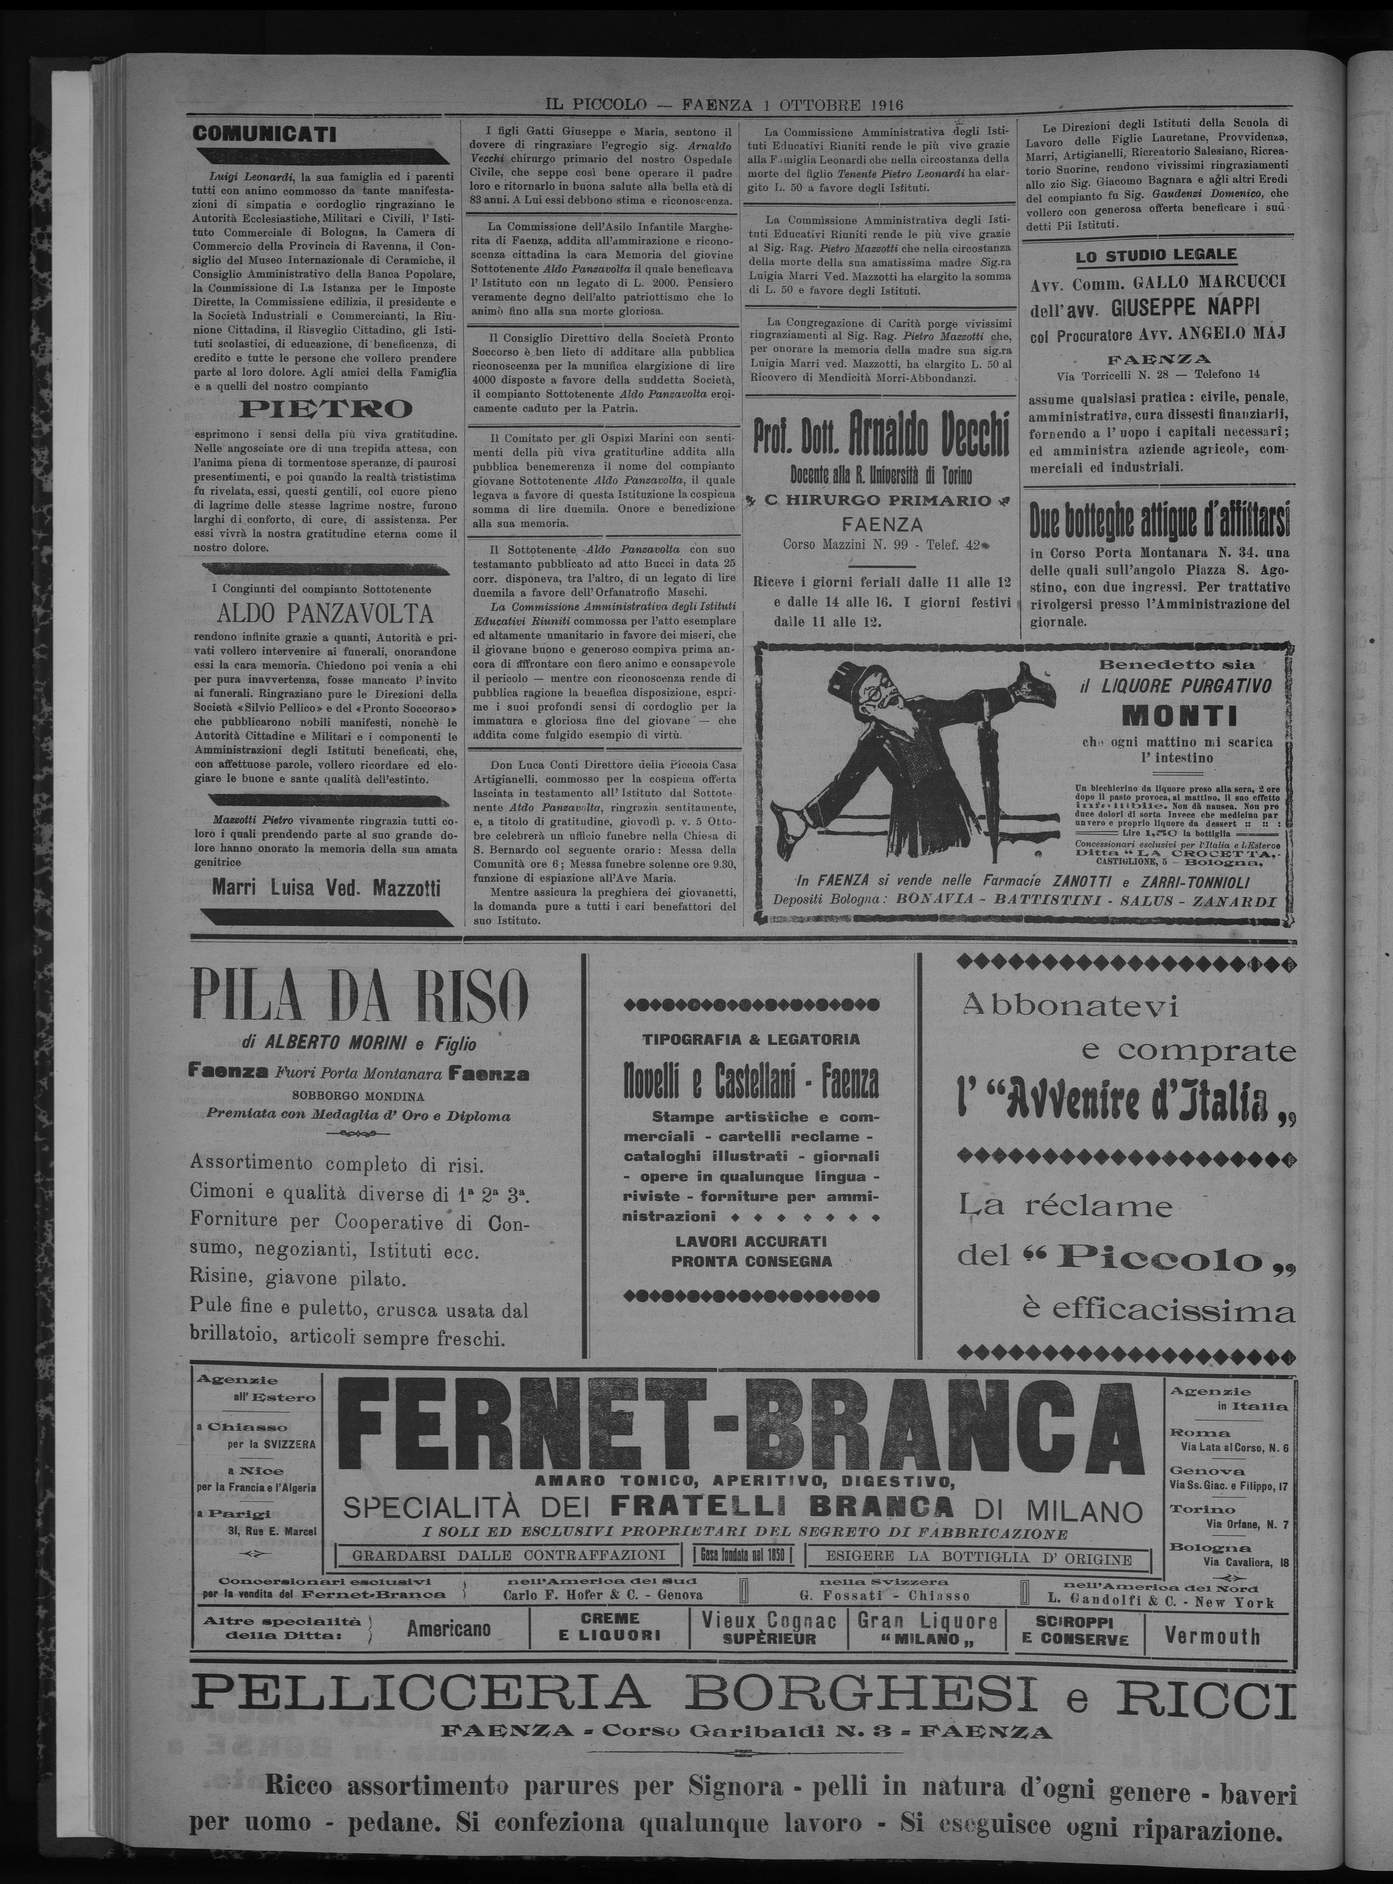 IL PICCOLO — FAENZA 1 OTTOBRE 1916
COMUNICATI
Luigi Leonardi, la sua famiglia ed i parenti
tutti con animo commosso da tante manifesta-
zioni di simpatia e cordoglio ringraziano le
Autorità Ecclesiastiche, Militari e Civili, l' Isti-
tuto Commerciale di Bologna, la Camera di
Commercio della Provincia di Ravenna, il Con-
siglio del Museo Internazionale di Ceramiche, il
Consiglio Amministrativo della Banca Popolare,
la Commissione di I.a Istanza per le Imposte
Dirette, la Commissiene edilizia, il presidente e
la Società Industriali e Commercianti, la Riu-
nione Cittadina, il Risveglio Cittadino, gli Isti-
tuti scolastici, di educazione, di beneficenza, di
credito e tutte le persone che vollero prendere
parte al loro dolore. Agli amici della Famiglia
e a quelli del nostro compianto
PIETRO
esprimono i sensi della più viva gratitudine.
Nelle angosciate ore di una trepida attesa, con
l'anima piena di tormentose speranze, di paurosi
presentimenti, e poi quando la realtà trististima
fu rivelata, essi, questi gentili, col cuore pieno
di lagrime delle stesse lagrime nostre, furono
larghi di conforto, di cure, di assistenza. Per
essi vivrà la nostra gratitudine eterna come il
nostro dolore.
I Congiunti del compianto Sottotenente
ALDO PANZAVOLTA
rendono infinite grazie a quanti, Autorità e pri-
vati vollero intervenire ai funerali, onorandone
essi la cara memoria. Chiedono poi venia a chi
per pura inavvertenza, fosse mancato l' invito
ai funerali. Ringraziano pure le Direzioni della
Società «Silvio Pellico» e del «Pronto Soccorso»
che pubblicarono nobili manifesti, nonchè le
Autorità Cittadine e Militari e i componenti le
Amministrazioni degli Istituti beneficati, che,
con affettuose parole, vollero ricordare ed elo-
giare le buone e sante qualità dell'estinto.
Mazzotti Pietro vivamente ringrazia tutti co-
loro i quali prendendo parte al suo grande do-
lore hanno onorato la memoria della sua amata
genitrice
Marri Luisa Ved. Mazzotti
I figli Gatti Giuseppe e Maria, sentono il
dovere di ringraziare l'egregio sig. Arnaldo
Vecchi chirurgo primario del nostro Ospedale
Civile, che seppe così bene operare il padre
loro e ritornarlo in buona salute alla bella età di
83 anni. A Lui essi debbono stima e riconoscenza.
La Commissione dell'Asilo Infantile Marghe-
rita di Faenza, addita all'ammirazione e ricono-
scenza cittadina la cara Memoria del giovine
Sottotenente Aldo Panzavolta il quale beneficava
l' Istituto con un legato di L. 2000. Pensiero
veramente degno dell'alto patriottismo che lo
animò fino alla sua morte gloriosa.
Il Consiglio Direttivo della Società Pronto
Soccorso è ben lieto di additare alla pubblica
riconoscenza per la munifica elargizione di lire
4000 disposte a favore della suddetta Società,
il compianto Sottotenente Aldo Panzavolta eroi-
camente caduto per la Patria.
Il Comitato per gli Ospizi Marini con senti-
menti della più viva gratitudine addita alla
pubblica benemerenza il nome del compianto
giovane Sottotenente Aldo Panzavolta, il quale
legava a favore di questa Istituzione la cospicua
somma di lire duemila. Onore e benedizione
alla sua memoria.
Il Sottotenente Aldo Panzavolta con suo
testamanto pubblicato ad atto Bucci in data 25
corr. disponeva, tra l'altro, di un legato di lire
duemila a favore dell'Orfanatrofio Maschi.
La Commissione Amministrativa degli Istituti
Educativi Riuniti commossa per l'atto esemplare
ed altamente umanitario in favore dei miseri, che
il giovane buono e generoso compiva prima an-
cora di afffrontare con fiero animo e consapevole
il pericolo — mentre con riconoscenza rende di
pubblica ragione la benefica disposizione, espri-
me i suoi profondi sensi di cordoglio per la
immatura e gloriosa fine del giovane — che
addita come fulgido esempio di virtù.
Don Luca Conti Direttore della Piccola Casa
Artigianelli, commosso per la cospicua offerta
lasciata in testamento all' Istituto dal Sottote-
nente Aldo Panzavolta, ringrazia sentitamente,
e, a titolo di gratitudine, giovodì p. v. 5 Otto-
bre celebrerà un ufficio funebre nella Chiesa di
S. Bernardo col seguente orario: Messa della
Comunità ore 6; Messa funebre solenne ore 9.30,
funzione di espiazione all'Ave Maria.
Mentre assicura la preghiera dei giovanetti,
la domanda pure a tutti i cari benefattori del
suo Istituto.
La Commissione Amministrativa degli Isti-
tuti Educativi Riuniti rende le più vive grazie
alla Famiglia Leonardi che nella circostanza della
morte del figlio Tenente Pietro Leonardi ha elar-
gito L. 50 a favore degli Istituti.
La Commissione Amministrativa degli Isti-
tuti Educativi Riuniti rende le più vive grazie
al Sig. Rag. Pietro Mazzotti che nella circostanza
della morte della sua amatissima madre Sig.ra
Luigia Marri Ved. Mazzotti ha elargito la somma
di L. 50 e favore degli Istituti.
La Congregazione di Carità porge vivissimi
ringraziamenti al Sig. Rag. Pietro Mazzotti che,
per onorare la memoria della madre sua sig.ra
Luigia Marri ved. Mazzotti, ha elargito L. 50 al
Ricovero di Mendicità Morri-Abbondanzi.
Prof. Dott. Arnaldo Vecchi
Docente alla R. Università di Torino
C HIRURGO PRIMARIO
FAENZA
Corso Mazzini N. 99 - Telef. 42
Riceve i giorni feriali dalle 11 alle 12
e dalle 14 alle 16. I giorni festivi
dalle 11 alle 12.
Le Direzioni degli Istituti della Scuola di
Lavoro delle Figlie Lauretane, Provvidenza,
Marri, Artigianelli, Ricreatorio Salesiano, Ricrea-
torio Suorine, rendono vivissimi ringraziamenti
allo zio Sig. Giacomo Bagnara e agli altri Eredi
del compianto fu Sig. Gaudenzi Domenico, che
vollero con generosa offerta beneficare i sud-
detti Pii Istituti.
LO STUDIO LEGALE
Avv. Comm. GALLO MARCUCCI
dell'avv. GIUSEPPE NAPPI
col Procuratore Avv. ANGELO MAJ
FAENZA
Via Torricelli N. 28 — Telefono 14
assume qualsiasi pratica: civile, penale,
amministrativa, cura dissesti finanziarii,
fornendo a l' uopo i capitali necessari;
ed amministra aziende agricole, com-
merciali ed industriali.
Due botteghe attigue d'affittarsi
in Corso Porta Montanara N. 34. una
delle quali sull'angolo Piazza S. Ago-
stino, con due ingressi. Per trattative
rivolgersi presso l'Amministrazione del
giornale.
Benedetto sia
il LIQUORE PURGATIVO
MONTI
che ogni mattino mi scarica
l' intestino
Un bicchierino da liquore preso alla sera, 2 ore
dopo il pasto provoca, al mattino, il suo effetto
infallibile. Non dà nausea. Non pro
duce dolori di sorta Invece che medicina par
unvero e proprio liquore da dessert :: :: :
Lire 1,50 la bottiglia
Concessionari esclusivi per l'Italia e l'Estero
Ditta "LA CROCETTA,,
CASTIGLIONE, 5 - Bologna,
In FAENZA si vende nelle Farmacie ZANOTTI e ZARRI-TONNIOLI
Depositi Bologna: BONAVIA - BATTISTINI - SALUS - ZANARDI
PILA DA RISO
di ALBERTO MORINI e Figlio
Faenza Fuori Porta Montanara Faenza
SOBBORGO MONDINA
Premiata con Medaglia d' Oro e Diploma
Assortimento completo di risi.
Cimoni e qualità diverse di 1ª 2ª 3ª.
Forniture per Cooperative di Con-
sumo, negozianti, Istituti ecc.
Risine, giavone pilato.
Pule fine e puletto, crusca usata dal
brillatoio, articoli sempre freschi.
TIPOGRAFIA & LEGATORIA
Novelli e Castellani - Faenza
Stampe artistiche e com-
merciali - cartelli reclame -
cataloghi illustrati - giornali
- opere in qualunque lingua -
riviste - forniture per ammi-
nistrazioni
LAVORI ACCURATI
PRONTA CONSEGNA
Abbonatevi
e comprate
l' "Avvenire d'Italia,,
La réclame
del "Piccolo,,
è efficacissima
Agenzie
all' Estero
a Chiasso
per la SVIZZERA
a Nice
per la Francia e l'Algeria
a Parigi
31, Rue E. Marcel
FERNET-BRANCA
AMARO TONICO, APERITIVO, DIGESTIVO,
SPECIALITÀ DEI FRATELLI BRANCA DI MILANO
I SOLI ED ESCLUSIVI PROPRIETARI DEL SEGRETO DI FABBRICAZIONE
GRARDARSI DALLE CONTRAFFAZIONI
Casa fondata nel 1850
ESIGERE LA BOTTIGLIA D' ORIGINE
Agenzie
in Italia
Roma
Via Lata al Corso, N. 6
Genova
Via Ss. Giac. e Filippo, 17
Torino
Via Orfane, N. 7
Bologna
Via Cavaliera, 18
Concersionari esclusivi
per la vendita del Fernet-Branca
nell'America del Sud
Carlo F. Hofer & C. - Genova
nella Svizzera
G. Fossati - Chiasso
nell'America del Nord
L. Gandolfi & C. - New York
Altre specialità
della Ditta:
Americano
CREME
E LIQUORI
Vieux Cognac
SUPÈRIEUR
Gran Liquore
"MILANO,,
SCIROPPI
E CONSERVE
Vermouth
PELLICCERIA BORGHESI e RICCI
FAENZA - Corso Garibaldi N. 3 - FAENZA
Ricco assortimento parures per Signora - pelli in natura d'ogni genere - baveri
per uomo - pedane. Si confeziona qualunque lavoro - Si eseguisce ogni riparazione.